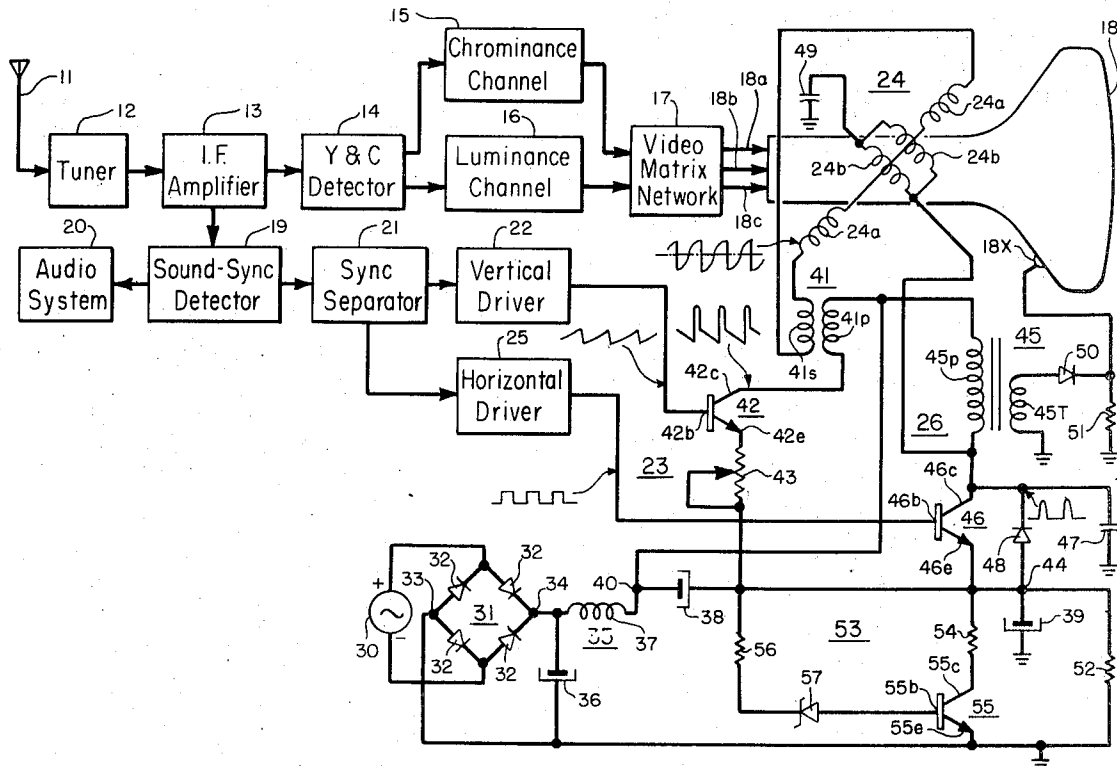 15
Chrominance
Channel
11
12
Tuner
13
I.F.
Amplifier
14
Y & C
Detector
16
Luminance
Channel
17
Video
Matrix
Network
18a
18b
18c
49
24
24a
24b
24b
24a
18
18X
20
Audio
System
19
Sound-Sync
Detector
21
Sync
Separator
22
Vertical
Driver
25
Horizontal
Driver
41
41s
41p
42c
42
42b
42e
23
43
45
45p
45T
50
51
26
46c
46b
46
46e
48
47
44
30
+
−
31
32
32
32
32
33
34
35
36
37
38
40
39
53
54
56
57
55c
55b
55
55e
52